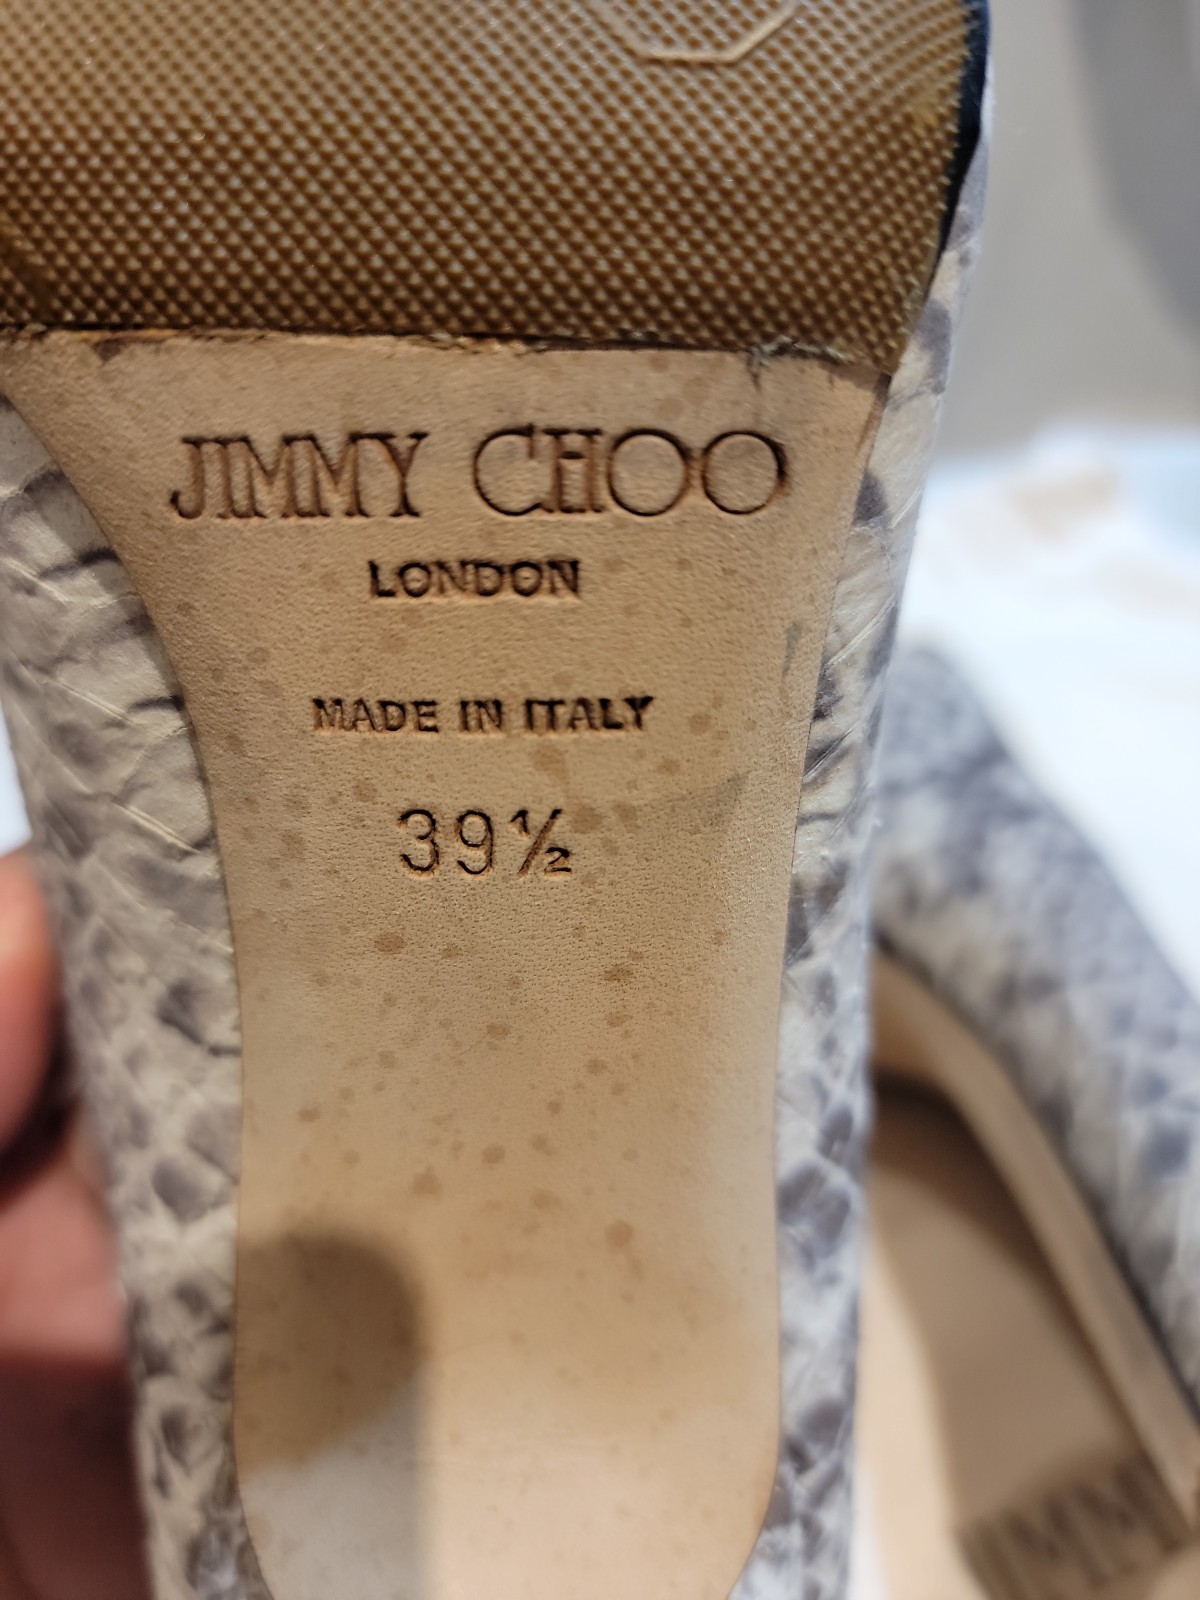 JIMMY CHOO
LONDON
MADE IN ITALY
39½